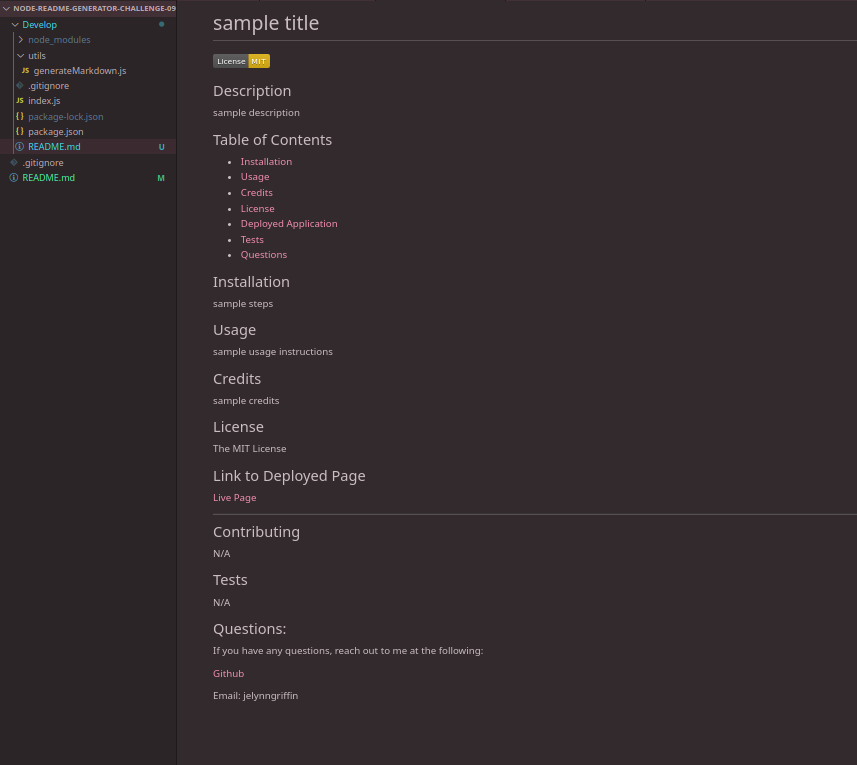 NODE-README-GENERATOR-CHALLENGE-09
Develop
node_modules
utils
JS generateMarkdown.js
.gitignore
JS index.js
{} package-lock.json
{} package.json
README.md U
.gitignore
README.md M
sample title
License MIT
Description
sample description
Table of Contents
• Installation
• Usage
• Credits
• License
• Deployed Application
• Tests
• Questions
Installation
sample steps
Usage
sample usage instructions
Credits
sample credits
License
The MIT License
Link to Deployed Page
Live Page
Contributing
N/A
Tests
N/A
Questions:
If you have any questions, reach out to me at the following:
Github
Email: jelynngriffin